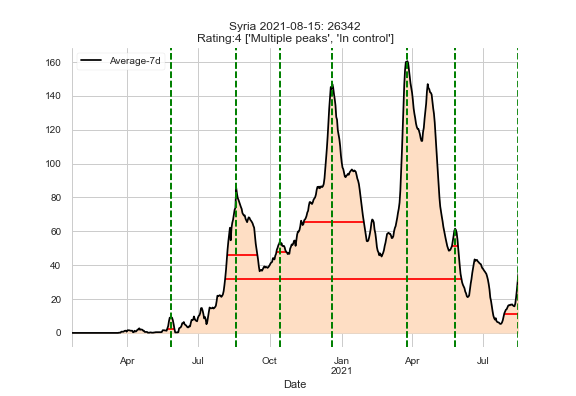 Syria 2021-08-15: 26342
Rating:4 ['Multiple peaks', 'In control']
Average-7d
160
140
120
100
80
60
40
20
0
Apr
Jul
Oct
Jan
2021
Apr
Jul
Date